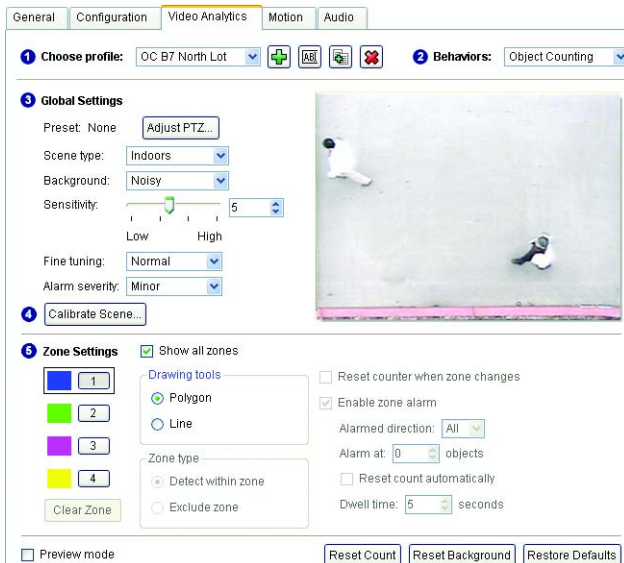 General Configuration Video Analytics Motion Audio
1 Choose profile: OC B7 North Lot AB 2 Behaviors: Object Counting
3 Global Settings
Preset: None Adjust PTZ...
Scene type: Indoors
Background: Noisy
Sensitivity: 5
Low High
Fine tuning: Normal
Alarm severity: Minor
4 Calibrate Scene...
5 Zone Settings Show all zones
1
2
3
4
Clear Zone
Drawing tools
Polygon
Line
Zone type
Detect within zone
Exclude zone
Reset counter when zone changes
Enable zone alarm
Alarmed direction: All
Alarm at: 0 objects
Reset count automatically
Dwell time: 5 seconds
Preview mode Reset Count Reset Background Restore Defaults